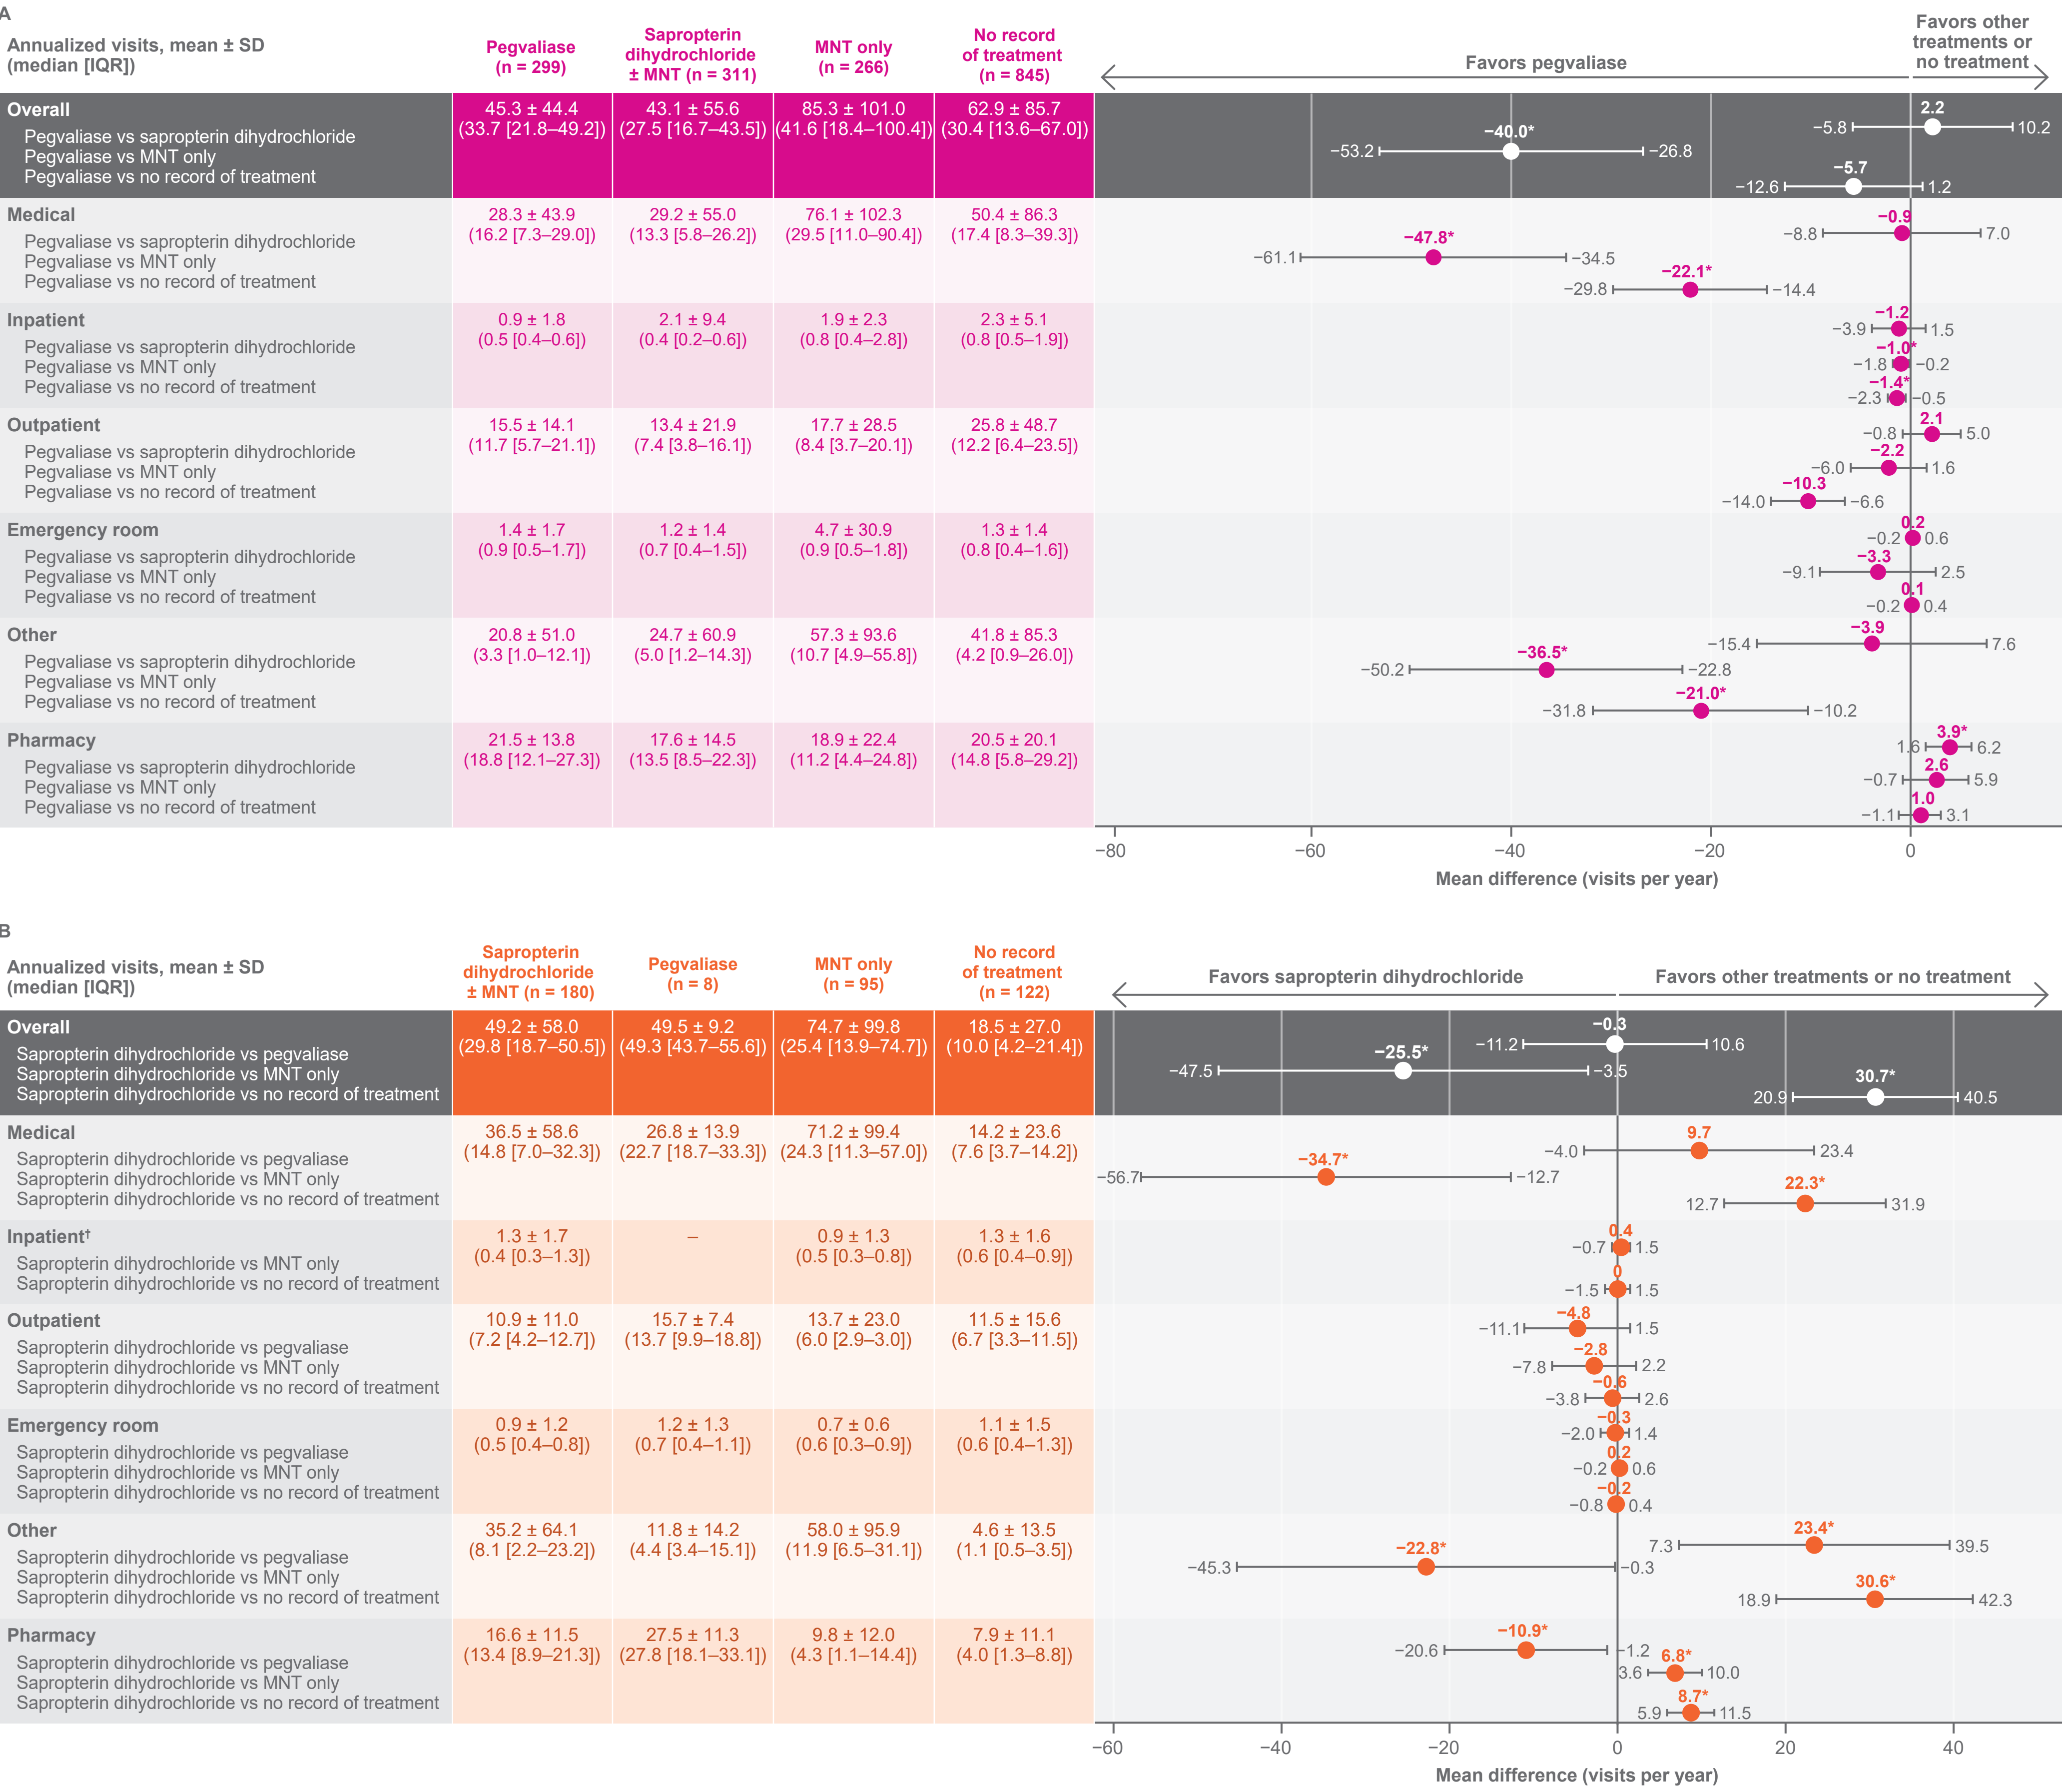 A
Annualized visits, mean ± SD
(median [IQR])
Pegvaliase
(n = 299)
Sapropterin
dihydrochloride
± MNT (n = 311)
MNT only
(n = 266)
No record
of treatment
(n = 845)
Favors pegvaliase
Favors other
treatments or
no treatment
Overall
45.3 ± 44.4
(33.7 [21.8–49.2])
43.1 ± 55.6
(27.5 [16.7–43.5])
85.3 ± 101.0
(41.6 [18.4–100.4])
62.9 ± 85.7
(30.4 [13.6–67.0])
Pegvaliase vs sapropterin dihydrochloride
−5.8 2.2 10.2
Pegvaliase vs MNT only
−53.2 −40.0* −26.8
Pegvaliase vs no record of treatment
−12.6 −5.7 1.2
Medical
28.3 ± 43.9
(16.2 [7.3–29.0])
29.2 ± 55.0
(13.3 [5.8–26.2])
76.1 ± 102.3
(29.5 [11.0–90.4])
50.4 ± 86.3
(17.4 [8.3–39.3])
Pegvaliase vs sapropterin dihydrochloride
−8.8 −0.9 7.0
Pegvaliase vs MNT only
−61.1 −47.8* −34.5
Pegvaliase vs no record of treatment
−29.8 −22.1* −14.4
Inpatient
0.9 ± 1.8
(0.5 [0.4–0.6])
2.1 ± 9.4
(0.4 [0.2–0.6])
1.9 ± 2.3
(0.8 [0.4–2.8])
2.3 ± 5.1
(0.8 [0.5–1.9])
Pegvaliase vs sapropterin dihydrochloride
−3.9 −1.2 1.5
Pegvaliase vs MNT only
−1.8 −1.0* −0.2
Pegvaliase vs no record of treatment
−2.3 −1.4* −0.5
Outpatient
15.5 ± 14.1
(11.7 [5.7–21.1])
13.4 ± 21.9
(7.4 [3.8–16.1])
17.7 ± 28.5
(8.4 [3.7–20.1])
25.8 ± 48.7
(12.2 [6.4–23.5])
Pegvaliase vs sapropterin dihydrochloride
−0.8 2.1 5.0
Pegvaliase vs MNT only
−6.0 −2.2 1.6
Pegvaliase vs no record of treatment
−14.0 −10.3 −6.6
Emergency room
1.4 ± 1.7
(0.9 [0.5–1.7])
1.2 ± 1.4
(0.7 [0.4–1.5])
4.7 ± 30.9
(0.9 [0.5–1.8])
1.3 ± 1.4
(0.8 [0.4–1.6])
Pegvaliase vs sapropterin dihydrochloride
−0.2 0.2 0.6
Pegvaliase vs MNT only
−9.1 −3.3 2.5
Pegvaliase vs no record of treatment
−0.2 0.1 0.4
Other
20.8 ± 51.0
(3.3 [1.0–12.1])
24.7 ± 60.9
(5.0 [1.2–14.3])
57.3 ± 93.6
(10.7 [4.9–55.8])
41.8 ± 85.3
(4.2 [0.9–26.0])
Pegvaliase vs sapropterin dihydrochloride
−15.4 −3.9 7.6
Pegvaliase vs MNT only
−50.2 −36.5* −22.8
Pegvaliase vs no record of treatment
−31.8 −21.0* −10.2
Pharmacy
21.5 ± 13.8
(18.8 [12.1–27.3])
17.6 ± 14.5
(13.5 [8.5–22.3])
18.9 ± 22.4
(11.2 [4.4–24.8])
20.5 ± 20.1
(14.8 [5.8–29.2])
Pegvaliase vs sapropterin dihydrochloride
1.6 3.9* 6.2
Pegvaliase vs MNT only
−0.7 2.6 5.9
Pegvaliase vs no record of treatment
−1.1 1.0 3.1
−80 −60 −40 −20 0
Mean difference (visits per year)
B
Annualized visits, mean ± SD
(median [IQR])
Sapropterin
dihydrochloride
± MNT (n = 180)
Pegvaliase
(n = 8)
MNT only
(n = 95)
No record
of treatment
(n = 122)
Favors sapropterin dihydrochloride
Favors other treatments or no treatment
Overall
49.2 ± 58.0
(29.8 [18.7–50.5])
49.5 ± 9.2
(49.3 [43.7–55.6])
74.7 ± 99.8
(25.4 [13.9–74.7])
18.5 ± 27.0
(10.0 [4.2–21.4])
Sapropterin dihydrochloride vs pegvaliase
−11.2 −0.3 10.6
Sapropterin dihydrochloride vs MNT only
−47.5 −25.5* −3.5
Sapropterin dihydrochloride vs no record of treatment
20.9 30.7* 40.5
Medical
36.5 ± 58.6
(14.8 [7.0–32.3])
26.8 ± 13.9
(22.7 [18.7–33.3])
71.2 ± 99.4
(24.3 [11.3–57.0])
14.2 ± 23.6
(7.6 [3.7–14.2])
Sapropterin dihydrochloride vs pegvaliase
−4.0 9.7 23.4
Sapropterin dihydrochloride vs MNT only
−56.7 −34.7* −12.7
Sapropterin dihydrochloride vs no record of treatment
12.7 22.3* 31.9
Inpatient†
1.3 ± 1.7
(0.4 [0.3–1.3])
–
0.9 ± 1.3
(0.5 [0.3–0.8])
1.3 ± 1.6
(0.6 [0.4–0.9])
Sapropterin dihydrochloride vs MNT only
−0.7 0.4 1.5
Sapropterin dihydrochloride vs no record of treatment
−1.5 0 1.5
Outpatient
10.9 ± 11.0
(7.2 [4.2–12.7])
15.7 ± 7.4
(13.7 [9.9–18.8])
13.7 ± 23.0
(6.0 [2.9–3.0])
11.5 ± 15.6
(6.7 [3.3–11.5])
Sapropterin dihydrochloride vs pegvaliase
−11.1 −4.8 1.5
Sapropterin dihydrochloride vs MNT only
−7.8 −2.8 2.2
Sapropterin dihydrochloride vs no record of treatment
−3.8 −0.6 2.6
Emergency room
0.9 ± 1.2
(0.5 [0.4–0.8])
1.2 ± 1.3
(0.7 [0.4–1.1])
0.7 ± 0.6
(0.6 [0.3–0.9])
1.1 ± 1.5
(0.6 [0.4–1.3])
Sapropterin dihydrochloride vs pegvaliase
−2.0 −0.3 1.4
Sapropterin dihydrochloride vs MNT only
−0.2 0.2 0.6
Sapropterin dihydrochloride vs no record of treatment
−0.8 −0.2 0.4
Other
35.2 ± 64.1
(8.1 [2.2–23.2])
11.8 ± 14.2
(4.4 [3.4–15.1])
58.0 ± 95.9
(11.9 [6.5–31.1])
4.6 ± 13.5
(1.1 [0.5–3.5])
Sapropterin dihydrochloride vs pegvaliase
7.3 23.4* 39.5
Sapropterin dihydrochloride vs MNT only
−45.3 −22.8* −0.3
Sapropterin dihydrochloride vs no record of treatment
18.9 30.6* 42.3
Pharmacy
16.6 ± 11.5
(13.4 [8.9–21.3])
27.5 ± 11.3
(27.8 [18.1–33.1])
9.8 ± 12.0
(4.3 [1.1–14.4])
7.9 ± 11.1
(4.0 [1.3–8.8])
Sapropterin dihydrochloride vs pegvaliase
−20.6 −10.9* −1.2
Sapropterin dihydrochloride vs MNT only
3.6 6.8* 10.0
Sapropterin dihydrochloride vs no record of treatment
5.9 8.7* 11.5
−60 −40 −20 0 20 40
Mean difference (visits per year)